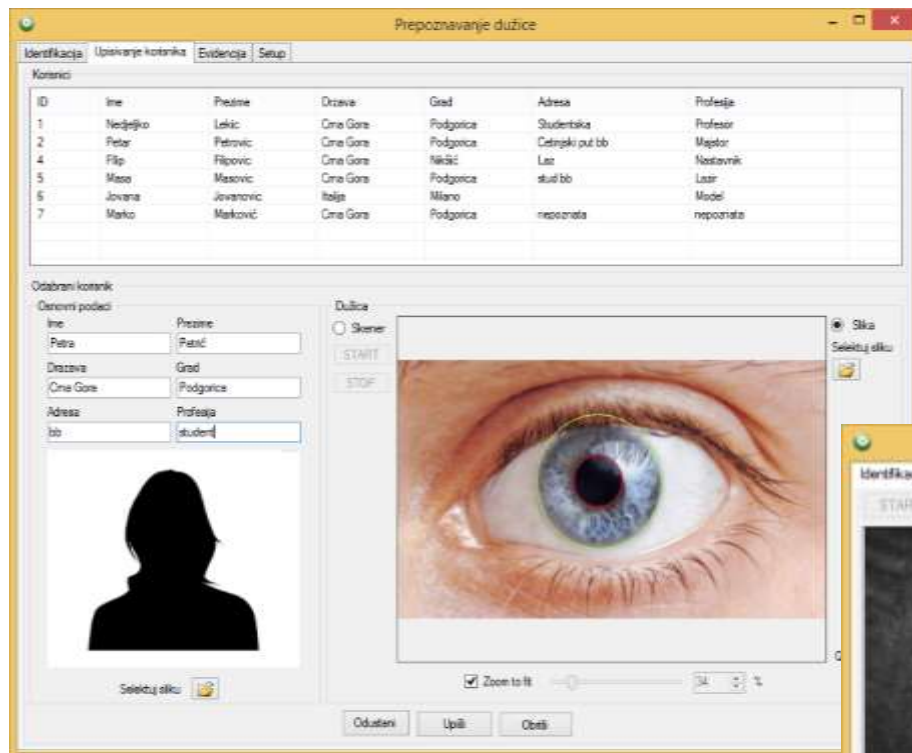 Prepoznavanje dužice
Identifikacija Upisivanje korisnika Evidencija Setup
Korisnici
ID Ime Prezime Drzava Grad Adresa Profesija
1 Nedjeljko Lekic Crna Gora Podgorica Studentska Profesor
2 Petar Petrovic Crna Gora Podgorica Cetinjski put bb Majstor
4 Filip Filipovic Crna Gora Nikšić Laz Nastavnik
5 Masa Masovic Crna Gora Podgorica stud bb
6 Jovana Jovanovic Italija Milano Model
7 Marko Marković Crna Gora Podgorica nepoznata nepoznata
Odabrani korisnik
Osnovni podaci Dužica
Ime Prezime Skener Slika
Petra Petrić START Selektuj sliku
Drazava Grad STOP
Crna Gora Podgorica
Adresa Profesija
bb student
Identifika
START
Zoom to fit 34 %
Selektuj sliku
Odustani Upiši Obriši